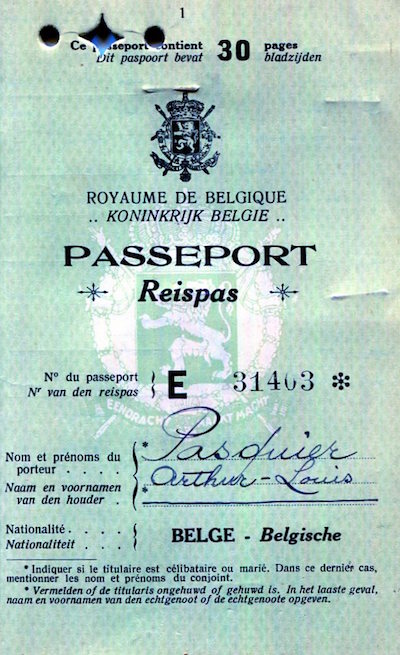 1
Ce passeport contient 30 pages
Dit paspoort bevat bladzijden
ROYAUME DE BELGIQUE
.. KONINKRIJK BELGIE ..
PASSEPORT
Reispas
N° du passeport
Nr van den reispas E 31403 *
EENDRACHT MAAKT MACHT
Nom et prénoms du porteur . . . . * Pasquier
Naam en voornamen van den houder . * Arthur-Louis
Nationalité . . . .
Nationaliteit . . . BELGE - Belgische
* Indiquer si le titulaire est célibataire ou marié. Dans ce dernier cas,
mentionner les nom et prénoms du conjoint.
* Vermelden of de titularis ongehuwd of gehuwd is. In het laaste geval,
naam en voornamen van den echtgenoot of de echtgenoote opgeven.